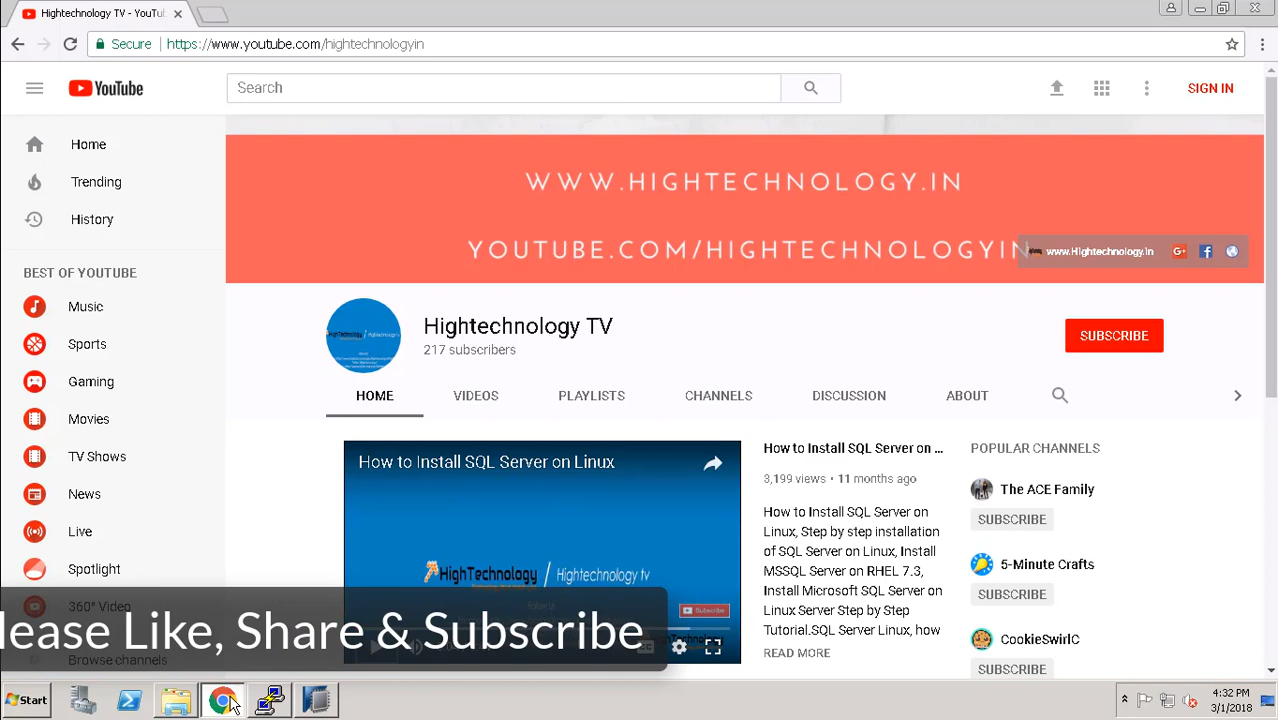 Hightechnology TV - YouTu
Secure
https://www.youtube.com/hightechnologyin
YouTube
Search
SIGN IN
Home
Trending
History
BEST OF YOUTUBE
Music
Sports
Gaming
Movies
TV Shows
News
Live
Spotlight
360° Video
Browse channels
WWW.HIGHTECHNOLOGY.IN
YOUTUBE.COM/HIGHTECHNOLOGYIN
www.Hightechnology.in
Hightechnology TV
217 subscribers
SUBSCRIBE
HOME
VIDEOS
PLAYLISTS
CHANNELS
DISCUSSION
ABOUT
How to Install SQL Server on Linux
HighTechnology / Hightechnology tv
Subscribe
How to Install SQL Server on ...
3,199 views • 11 months ago
How to Install SQL Server on
Linux, Step by step installation
of SQL Server on Linux, Install
MSSQL Server on RHEL 7.3,
Install Microsoft SQL Server on
Linux Server Step by Step
Tutorial.SQL Server Linux, how
READ MORE
POPULAR CHANNELS
The ACE Family
SUBSCRIBE
5-Minute Crafts
SUBSCRIBE
CookieSwirlC
SUBSCRIBE
lease Like, Share & Subscribe
Start
4:32 PM
3/1/2018